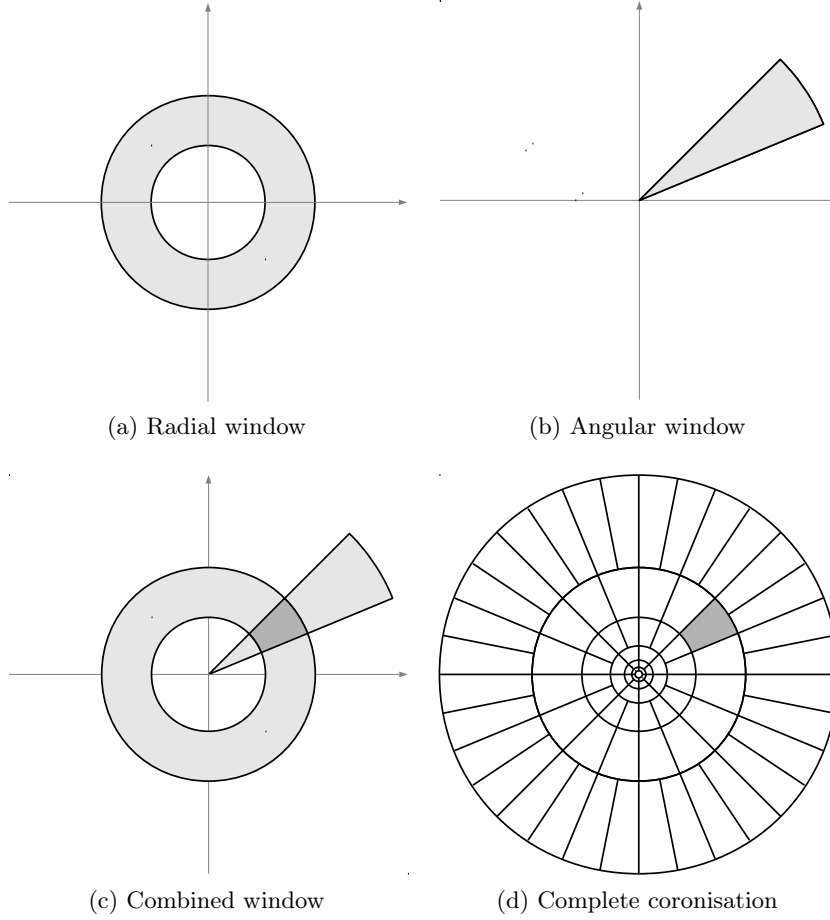 (a) Radial window
(b) Angular window
(c) Combined window
(d) Complete coronisation